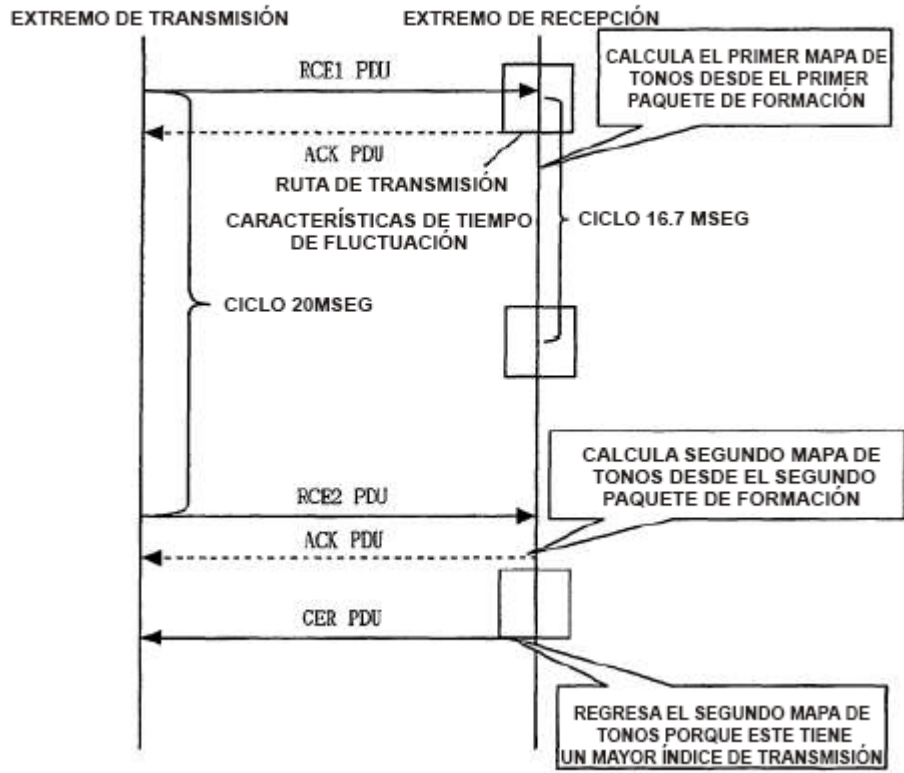 EXTREMO DE TRANSMISIÓN
EXTREMO DE RECEPCIÓN
RCE1 PDU
CALCULA EL PRIMER MAPA DE
TONOS DESDE EL PRIMER
PAQUETE DE FORMACIÓN
ACK PDU
RUTA DE TRANSMISIÓN
CARACTERÍSTICAS DE TIEMPO
DE FLUCTUACIÓN
CICLO 16.7 MSEG
CICLO 20MSEG
CALCULA SEGUNDO MAPA DE
TONOS DESDE EL SEGUNDO
PAQUETE DE FORMACIÓN
RCE2 PDU
ACK PDU
CER PDU
REGRESA EL SEGUNDO MAPA DE
TONOS PORQUE ESTE TIENE
UN MAYOR ÍNDICE DE TRANSMISIÓN